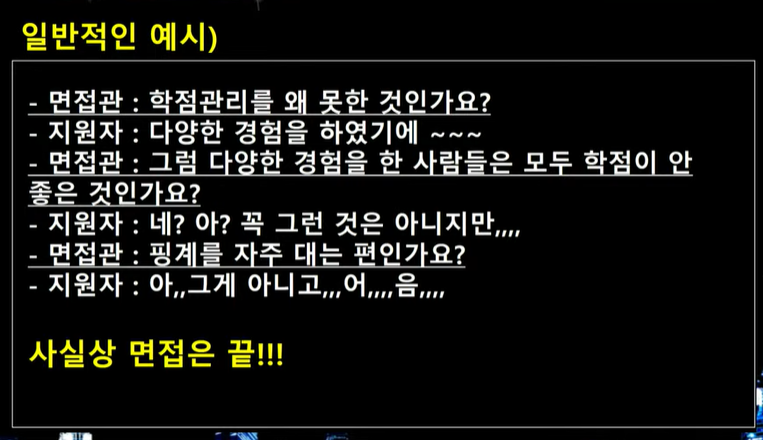 일반적인 예시)
- 면접관 : 학점관리를 왜 못한 것인가요?
- 지원자 : 다양한 경험을 하였기에 ~~~
- 면접관 : 그럼 다양한 경험을 한 사람들은 모두 학점이 안
좋은 것인가요?
- 지원자 : 네? 아? 꼭 그런 것은 아니지만,,,,
- 면접관 : 핑계를 자주 대는 편인가요?
- 지원자 : 아,,그게 아니고,,,어,,,,음,,,,
사실상 면접은 끝!!!